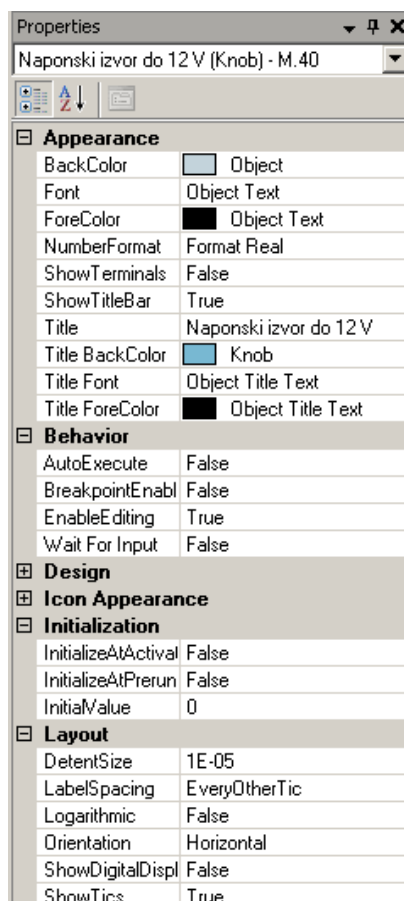 Properties
Naponski izvor do 12 V (Knob) - M.40
A
Z
Appearance
BackColor Object
Font Object Text
ForeColor Object Text
NumberFormat Format Real
ShowTerminals False
ShowTitleBar True
Title Naponski izvor do 12 V
Title BackColor Knob
Title Font Object Title Text
Title ForeColor Object Title Text
Behavior
AutoExecute False
BreakpointEnabl False
EnableEditing True
Wait For Input False
Design
Icon Appearance
Initialization
InitializeAtActival False
InitializeAtPrerun False
InitialValue 0
Layout
DetentSize 1E-05
LabelSpacing EveryOtherTic
Logarithmic False
Orientation Horizontal
ShowDigitalDispl False
ShowTics True